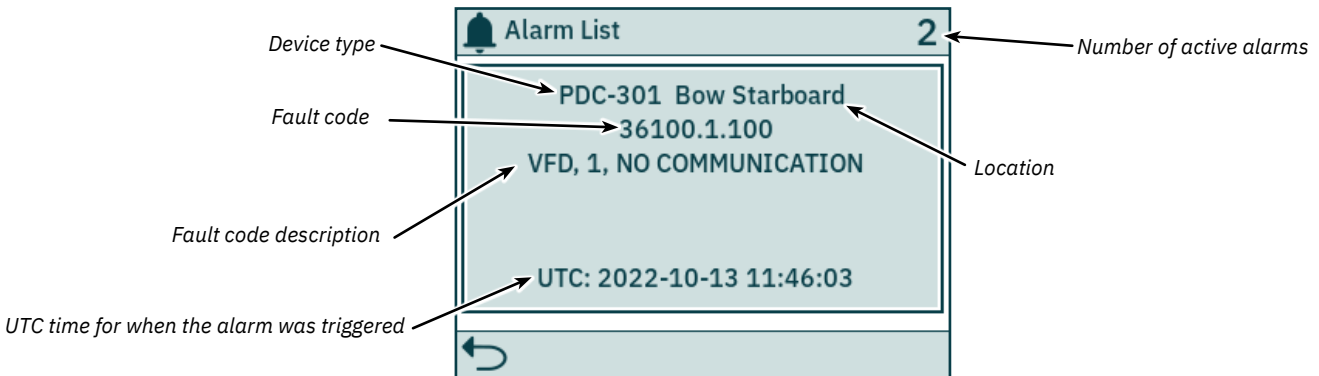 Alarm List 2
Device type
Number of active alarms
PDC-301 Bow Starboard
Fault code
36100.1.100
VFD, 1, NO COMMUNICATION
Location
Fault code description
UTC: 2022-10-13 11:46:03
UTC time for when the alarm was triggered